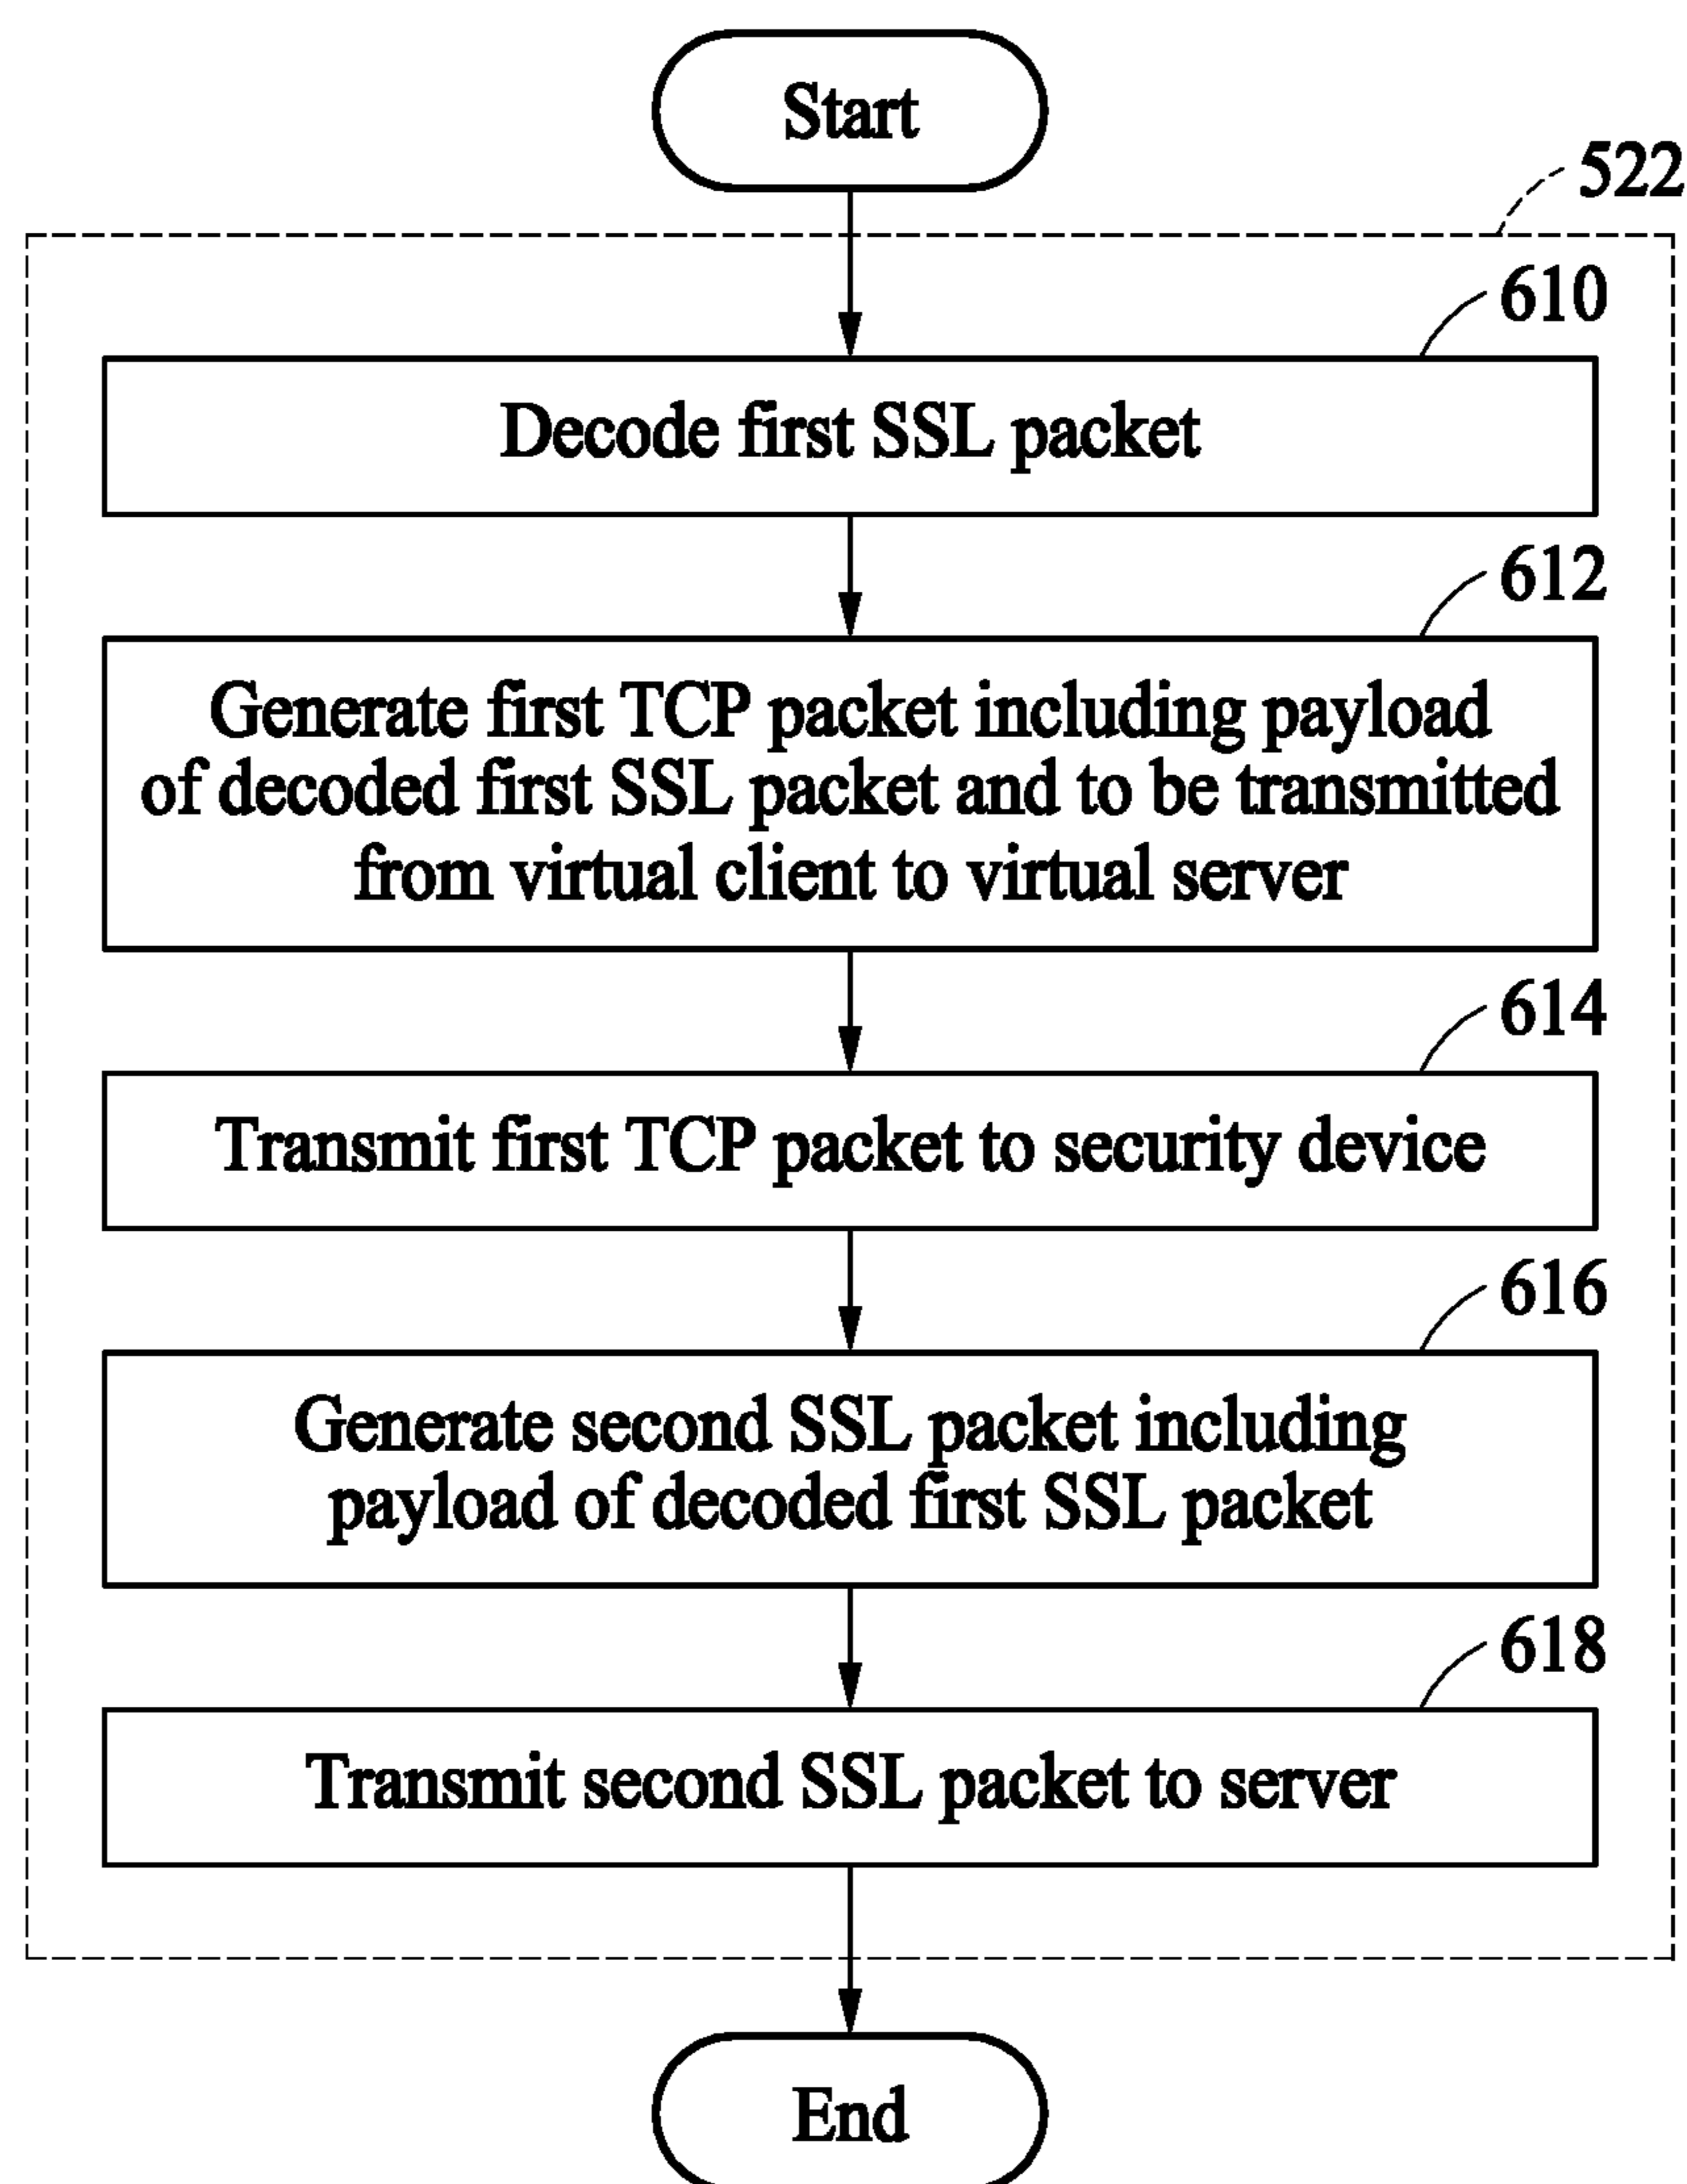 Start
522
610
Decode first SSL packet
612
Generate first TCP packet including payload
of decoded first SSL packet and to be transmitted
from virtual client to virtual server
614
Transmit first TCP packet to security device
616
Generate second SSL packet including
payload of decoded first SSL packet
618
Transmit second SSL packet to server
End